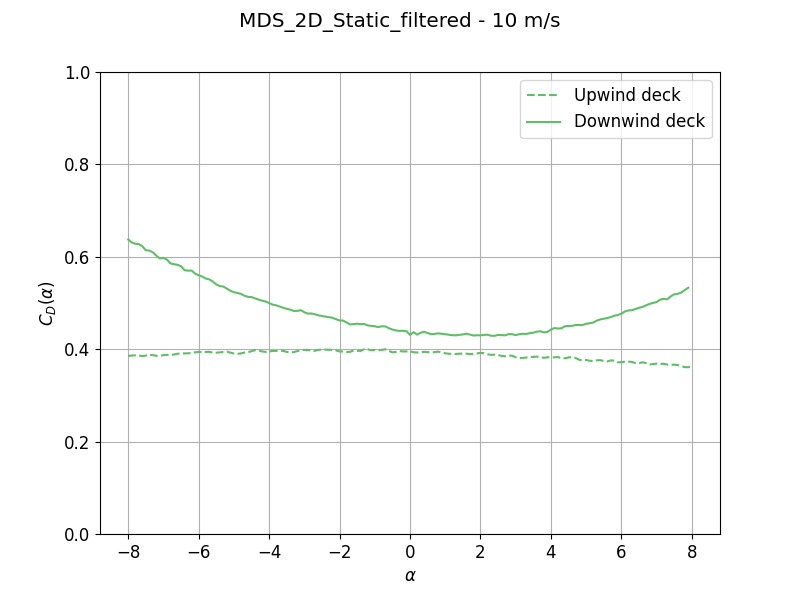 MDS_2D_Static_filtered - 10 m/s
Upwind deck
Downwind deck
1.0
0.8
0.6
0.4
0.2
0.0
C_D(α)
−8 −6 −4 −2 0 2 4 6 8
α